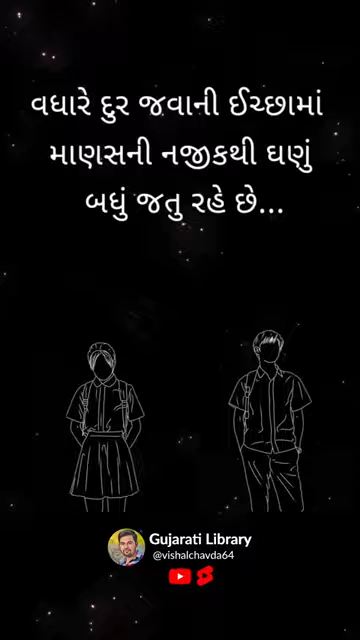 વધારે દુર જવાની ઈચ્છામાં
માણસની નજીકથી ઘણું
બધું જતુ રહે છે...
Gujarati Library
@vishalchavda64